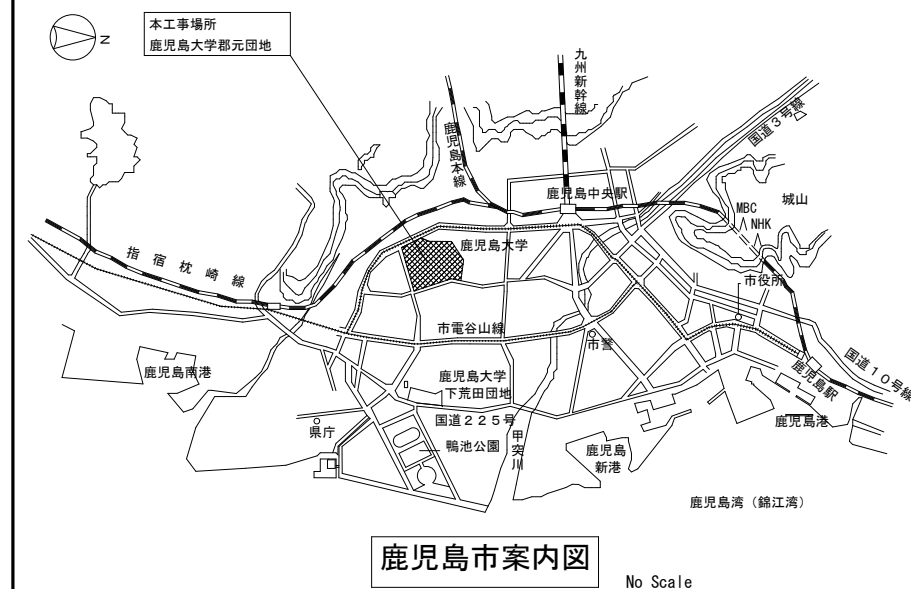 本工事場所
鹿児島大学郡元団地
N
九州新幹線
国道３号線
鹿児島本線
鹿児島中央駅
城山
MBC
NHK
鹿児島大学
指宿枕崎線
市役所
市電谷山線
市警
鹿児島南港
鹿児島大学
下荒田団地
国道１０号線
鹿児島駅
国道２２５号
県庁
鴨池公園
甲突川
鹿児島
新港
鹿児島港
鹿児島湾（錦江湾）
鹿児島市案内図
No Scale